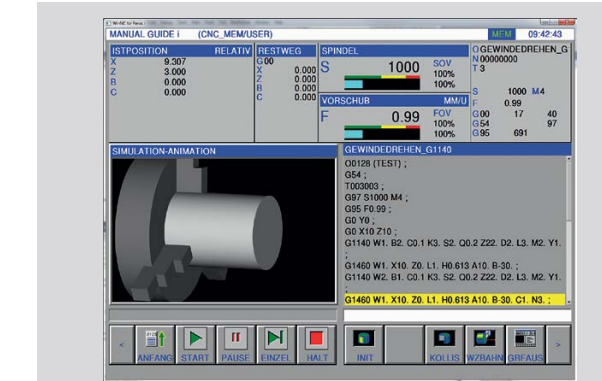 WinNC for Fanuc i
MANUAL GUIDE i (CNC_MEM/USER) MEM 09:42:43
ISTPOSITION RELATIV
X 9.307
Z 3.000
B 0.000
C 0.000
RESTWEG
G00
X 0.000
Z 0.000
B 0.000
C 0.000
SPINDEL
S 1000 SOV
100%
100%
VORSCHUB MM/U
F 0.99 FOV
100%
100%
O GEWINDEDREHEN_G
N 00000000
T 3
S 1000 M4
F 0.99
G00 17 40
G54 97
G95 691
SIMULATION-ANIMATION
GEWINDEDREHEN_G1140
O0128 (TEST) ;
G54 ;
T003003 ;
G97 S1000 M4 ;
G95 F0.99 ;
G0 Y0 ;
G0 X10 Z10 ;
G1140 W1. B2. C0.1 K3. S2. Q0.2 Z22. D2. L3. M2. Y1.
;
G1460 W1. X10. Z0. L1. H0.613 A10. B-30. ;
G1140 W2. B1. C0.1 K3. S2. Q0.2 Z22. D2. L3. M2. Y1.
;
G1460 W1. X10. Z0. L1. H0.613 A10. B-30. C1. N3. ;
< ANFANG START PAUSE EINZEL HALT INIT KOLLIS WZBAHN GRFAUS >